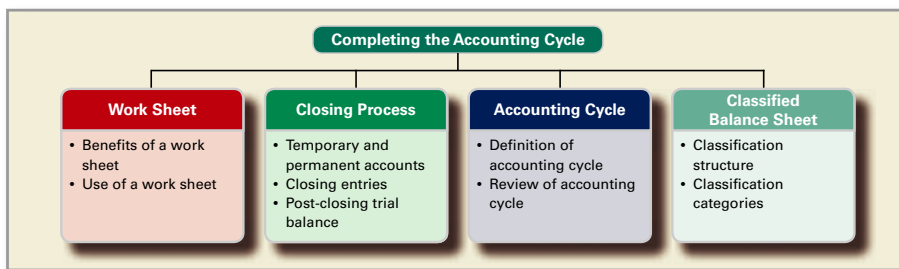 Completing the Accounting Cycle
Work Sheet
• Benefits of a work
sheet
• Use of a work sheet
Closing Process
• Temporary and
permanent accounts
• Closing entries
• Post-closing trial
balance
Accounting Cycle
• Definition of
accounting cycle
• Review of accounting
cycle
Classified
Balance Sheet
• Classification
structure
• Classification
categories